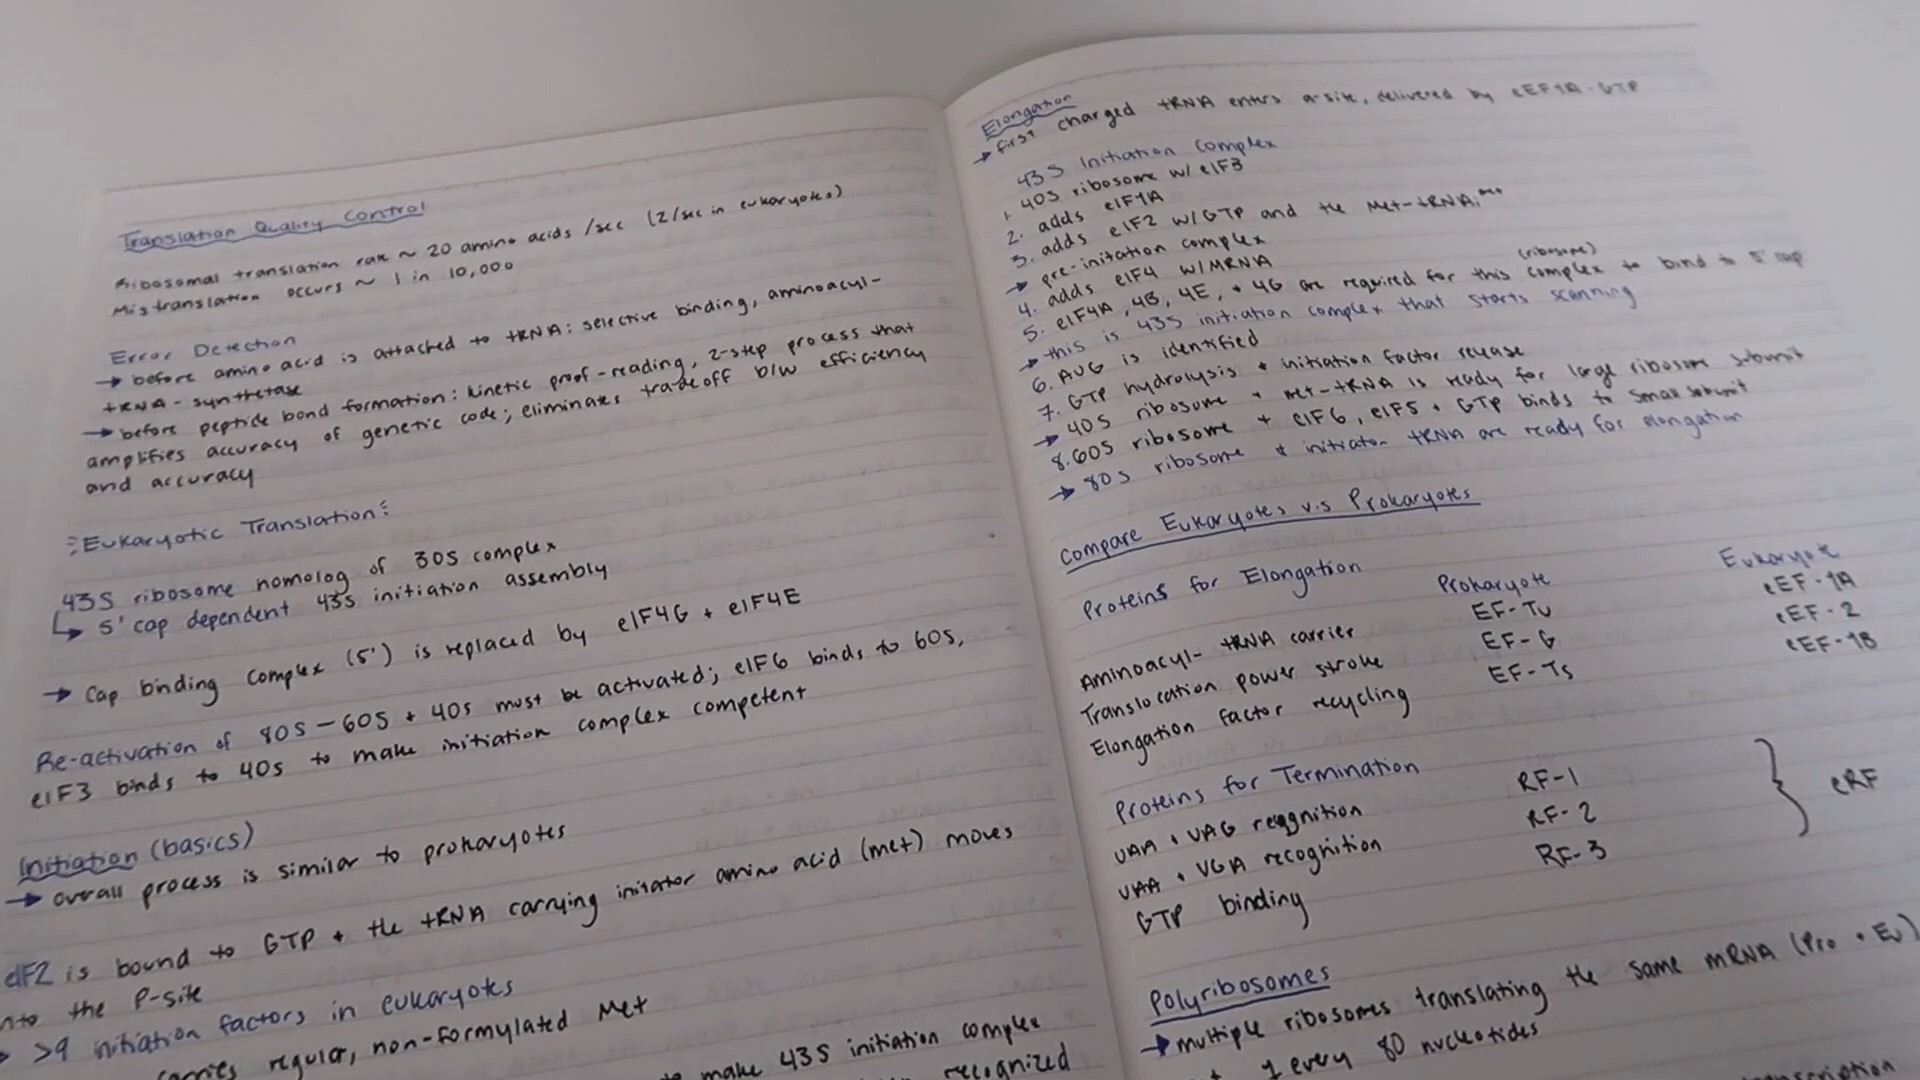 Translation Quality Control
Ribosomal translation rate ~ 20 amino acids /sec (2/sec in eukaryotes)
Mistranslation occurs ~ 1 in 10,000
Error Detection
→ before amino acid is attached to tRNA: selective binding, aminoacyl-
tRNA-synthetase
→ before peptide bond formation: kinetic proof-reading, 2-step process that
amplifies accuracy of genetic code; eliminates tradeoff b/w efficiency
and accuracy
Eukaryotic Translation
43S ribosome homolog of 30S complex
↳ 5' cap dependent 43s initiation assembly
→ Cap binding complex (5') is replaced by eIF4G + eIF4E
Re-activation of 80S – 60S + 40S must be activated; eIF6 binds to 60S,
eIF3 binds to 40s to make initiation complex competent
Initiation (basics)
→ overall process is similar to prokaryotes
eIF2 is bound to GTP + the tRNA carrying initator amino acid (met) moves
the P-site
>9 initiation factors in eukaryotes
carries regular, non-formylated Met
make 43S initiation complex
recognized
Elongation
→ first charged tRNA enters a-site, delivered by eEF1A·GTP
43S Initiation Complex
1. 40S ribosome w/ eIF3
2. adds eIF1A
3. adds eIF2 w/GTP and the Met-tRNAi Met
→ pre-initation complex
4. adds eIF4 w/mRNA
5. eIF4A, 4B, 4E, + 4G are required for this complex (ribosome) to bind to 5' cap
→ this is 43S initiation complex that starts scanning
6. AUG is identified
7. GTP hydrolysis + initiation factor release
→ 40S ribosome + Met-tRNA is ready for large ribosome subunit
8. 60S ribosome + eIF6, eIF5 + GTP binds to small subunit
→ 80S ribosome + initiator tRNA are ready for elongation
Compare Eukaryotes v.s Prokaryotes
Proteins for Elongation Prokaryote Eukaryote
Aminoacyl-tRNA carrier EF-Tu eEF-1A
Translocation power stroke EF-G eEF-2
Elongation factor recycling EF-Ts eEF-1B
Proteins for Termination
UAA + UAG recognition RF-1
UAA + UGA recognition RF-2 } eRF
GTP binding RF-3
Polyribosomes
→ multiple ribosomes translating the same mRNA (Pro + Eu)
1 every 80 nucleotides
transcription